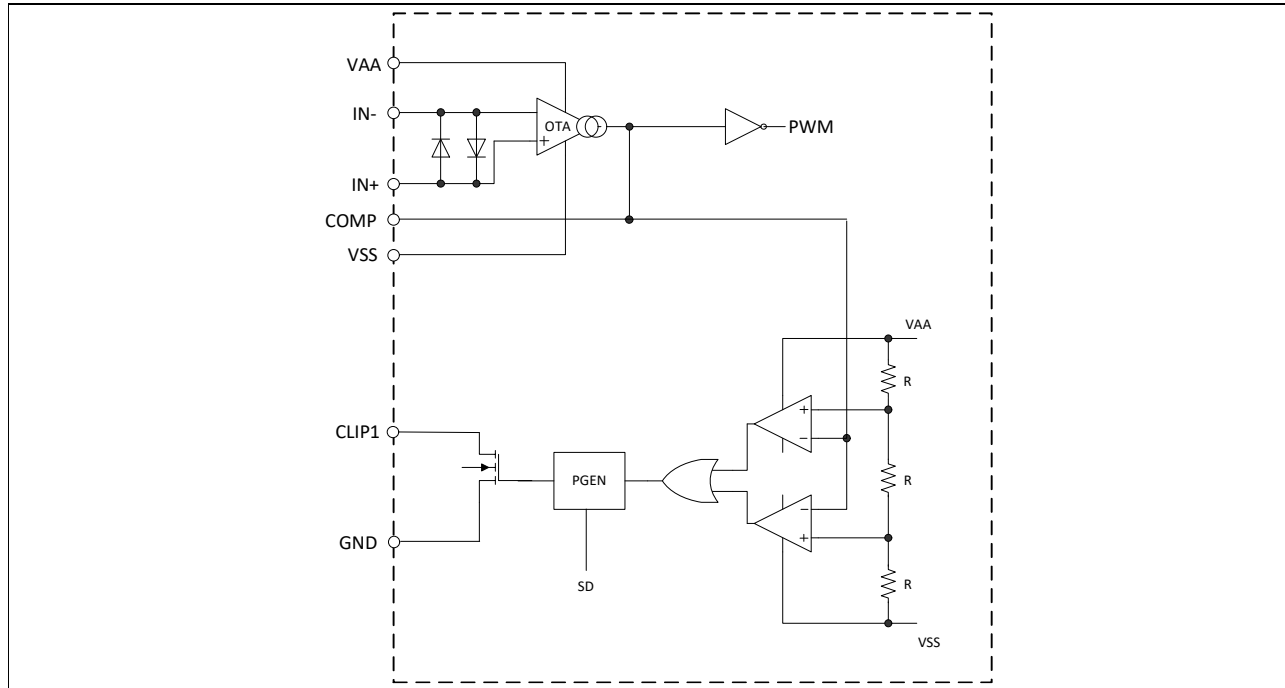 VAA
IN-
OTA
-
+
PWM
IN+
COMP
VSS
VAA
R
+
-
CLIP1
R
PGEN
-
+
GND
R
SD
VSS